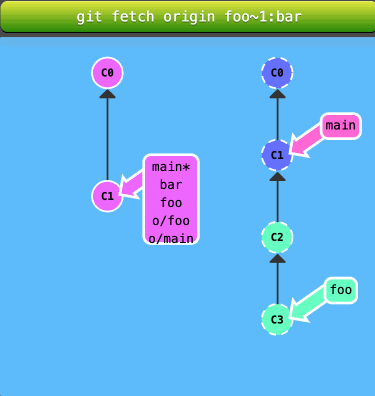 git fetch origin foo~1:bar
C0
C0
main
C1
main*
bar
foo
o/foo
o/main
C1
C2
foo
C3